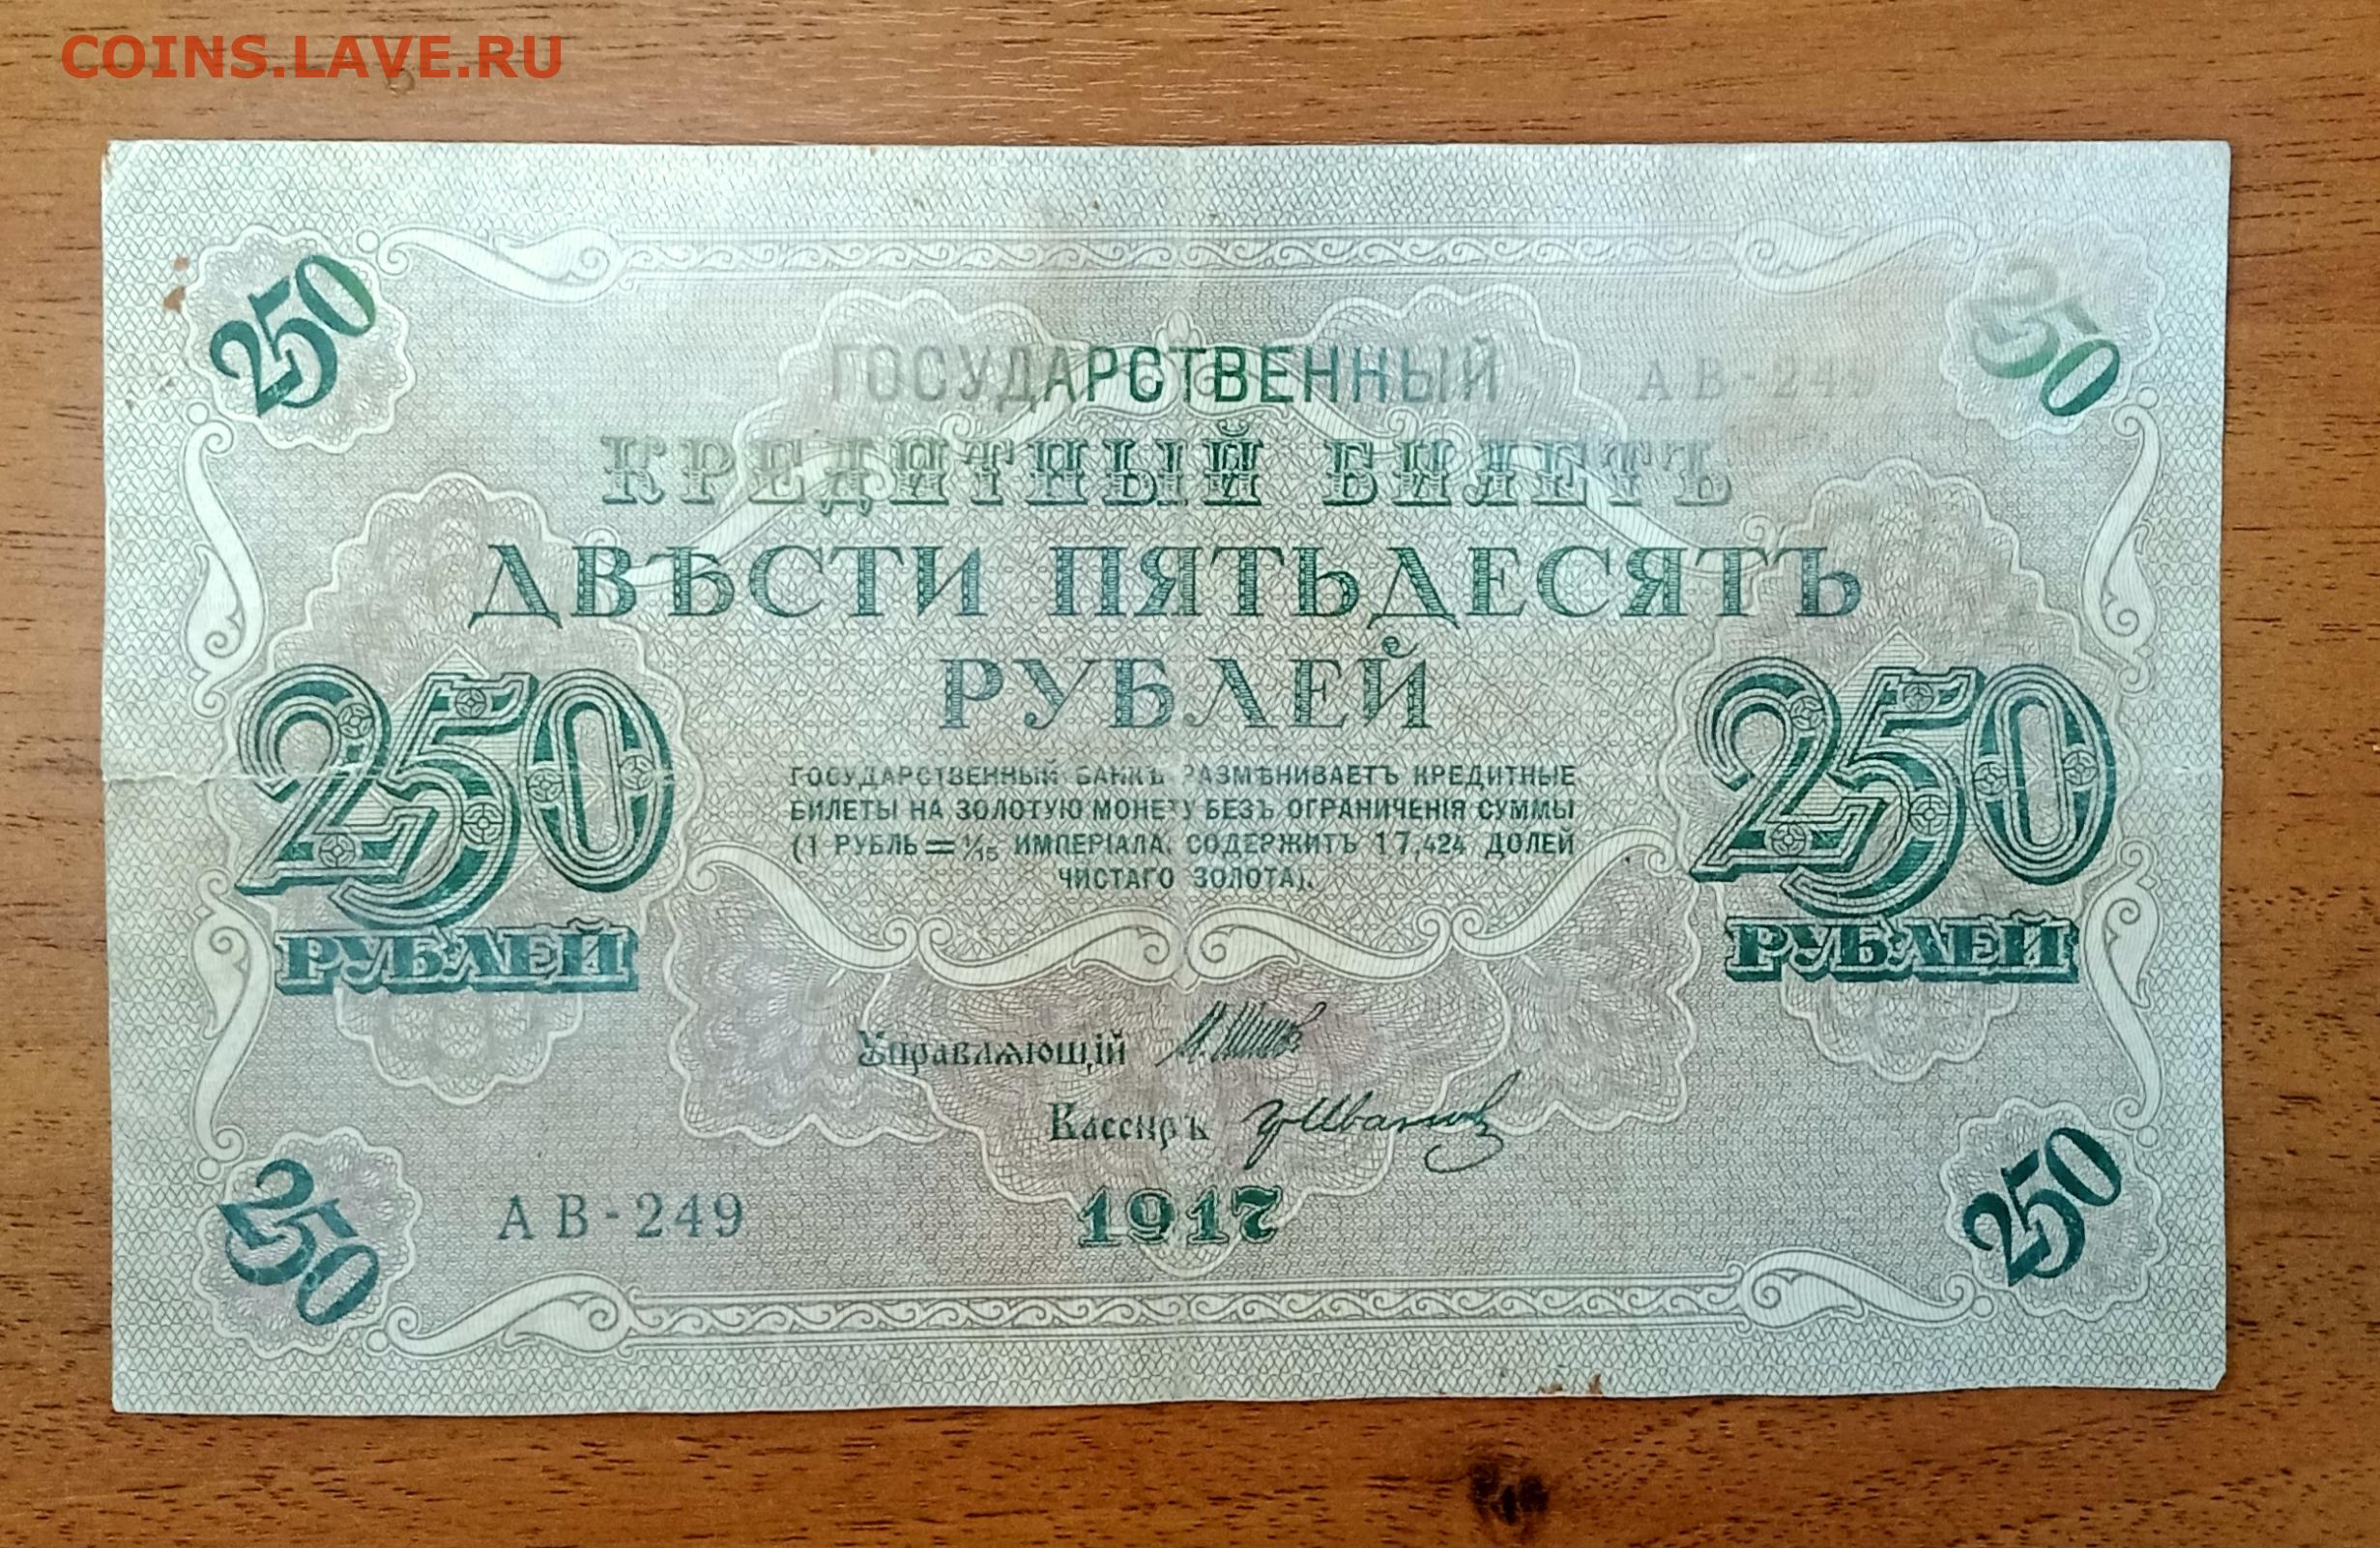 COINS.LAVE.RU
250
250
ГОСУДАРСТВЕННЫЙ
АВ-249
КРЕДИТНЫЙ БИЛЕТЪ
ДВѢСТИ ПЯТЬДЕСЯТЪ
РУБЛЕЙ
250
РУБЛЕЙ
250
РУБЛЕЙ
ГОСУДАРСТВЕННЫЙ БАНКЪ РАЗМѢНИВАЕТЪ КРЕДИТНЫЕ
БИЛЕТЫ НА ЗОЛОТУЮ МОНЕТУ БЕЗЪ ОГРАНИЧЕНІЯ СУММЫ
(1 РУБЛЬ = 1/15 ИМПЕРІАЛА, СОДЕРЖИТЪ 17,424 ДОЛЕЙ
ЧИСТАГО ЗОЛОТА).
Управляющій
Кассиръ Гр Иванов
АВ-249
1917
250
250